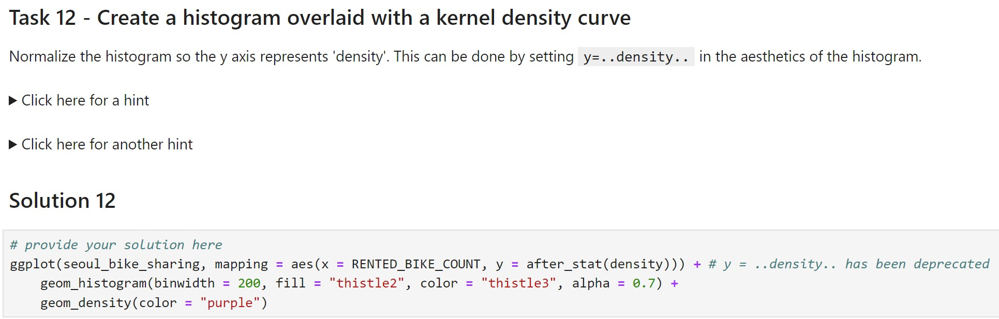 Task 12 - Create a histogram overlaid with a kernel density curve
Normalize the histogram so the y axis represents 'density'. This can be done by setting y=..density.. in the aesthetics of the histogram.
▶ Click here for a hint
▶ Click here for another hint
Solution 12
# provide your solution here
ggplot(seoul_bike_sharing, mapping = aes(x = RENTED_BIKE_COUNT, y = after_stat(density))) + # y = ..density.. has been deprecated
    geom_histogram(binwidth = 200, fill = "thistle2", color = "thistle3", alpha = 0.7) +
    geom_density(color = "purple")